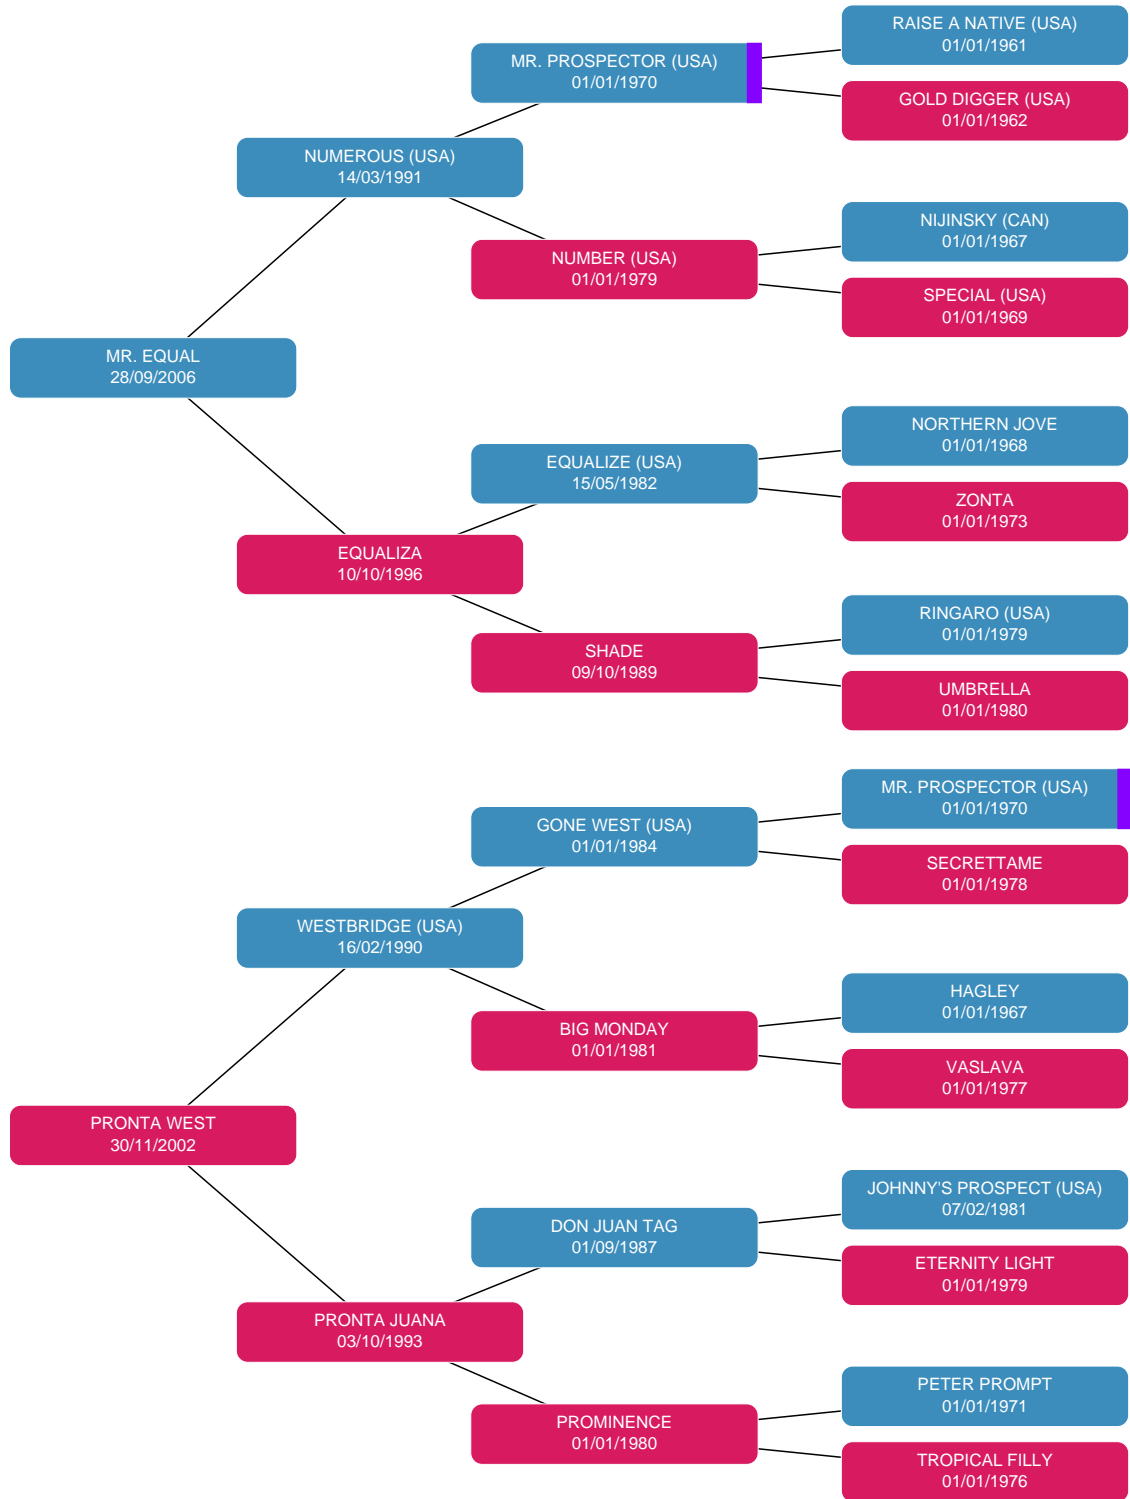 RAISE A NATIVE (USA)
01/01/1961
MR. PROSPECTOR (USA)
01/01/1970
GOLD DIGGER (USA)
01/01/1962
NUMEROUS (USA)
14/03/1991
NIJINSKY (CAN)
01/01/1967
NUMBER (USA)
01/01/1979
SPECIAL (USA)
01/01/1969
MR. EQUAL
28/09/2006
NORTHERN JOVE
01/01/1968
EQUALIZE (USA)
15/05/1982
ZONTA
01/01/1973
EQUALIZA
10/10/1996
RINGARO (USA)
01/01/1979
SHADE
09/10/1989
UMBRELLA
01/01/1980
MR. PROSPECTOR (USA)
01/01/1970
GONE WEST (USA)
01/01/1984
SECRETTAME
01/01/1978
WESTBRIDGE (USA)
16/02/1990
HAGLEY
01/01/1967
BIG MONDAY
01/01/1981
VASLAVA
01/01/1977
PRONTA WEST
30/11/2002
JOHNNY'S PROSPECT (USA)
07/02/1981
DON JUAN TAG
01/09/1987
ETERNITY LIGHT
01/01/1979
PRONTA JUANA
03/10/1993
PETER PROMPT
01/01/1971
PROMINENCE
01/01/1980
TROPICAL FILLY
01/01/1976